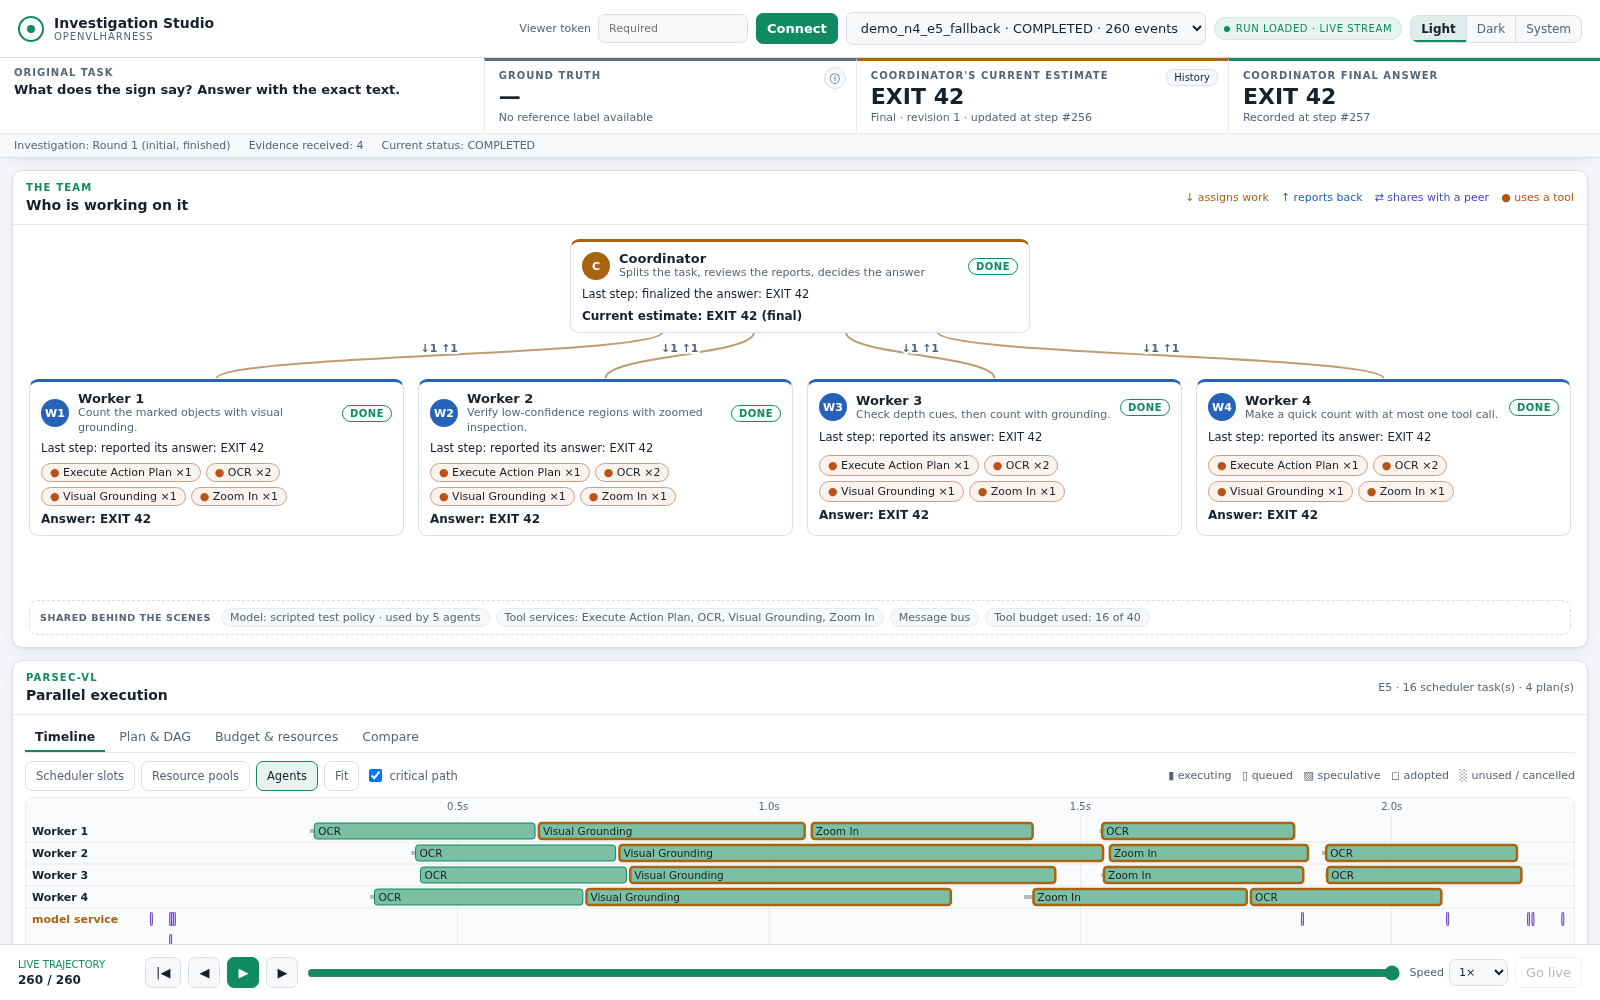 Investigation Studio
OPENVLHARNESS
Viewer token Required Connect demo_n4_e5_fallback · COMPLETED · 260 events RUN LOADED · LIVE STREAM Light Dark System
ORIGINAL TASK
What does the sign say? Answer with the exact text.
GROUND TRUTH
—
No reference label available
COORDINATOR'S CURRENT ESTIMATE History
EXIT 42
Final · revision 1 · updated at step #256
COORDINATOR FINAL ANSWER
EXIT 42
Recorded at step #257
Investigation: Round 1 (initial, finished) Evidence received: 4 Current status: COMPLETED
THE TEAM
Who is working on it
↓ assigns work ↑ reports back ⇄ shares with a peer ● uses a tool
C Coordinator DONE
Splits the task, reviews the reports, decides the answer
Last step: finalized the answer: EXIT 42
Current estimate: EXIT 42 (final)
↓1 ↑1 ↓1 ↑1 ↓1 ↑1 ↓1 ↑1
W1 Worker 1 DONE
Count the marked objects with visual
grounding.
Last step: reported its answer: EXIT 42
● Execute Action Plan ×1 ● OCR ×2
● Visual Grounding ×1 ● Zoom In ×1
Answer: EXIT 42
W2 Worker 2 DONE
Verify low-confidence regions with zoomed
inspection.
Last step: reported its answer: EXIT 42
● Execute Action Plan ×1 ● OCR ×2
● Visual Grounding ×1 ● Zoom In ×1
Answer: EXIT 42
W3 Worker 3 DONE
Check depth cues, then count with grounding.
Last step: reported its answer: EXIT 42
● Execute Action Plan ×1 ● OCR ×2
● Visual Grounding ×1 ● Zoom In ×1
Answer: EXIT 42
W4 Worker 4 DONE
Make a quick count with at most one tool call.
Last step: reported its answer: EXIT 42
● Execute Action Plan ×1 ● OCR ×2
● Visual Grounding ×1 ● Zoom In ×1
Answer: EXIT 42
SHARED BEHIND THE SCENES Model: scripted test policy · used by 5 agents Tool services: Execute Action Plan, OCR, Visual Grounding, Zoom In Message bus Tool budget used: 16 of 40
PARSEC-VL
Parallel execution
E5 · 16 scheduler task(s) · 4 plan(s)
Timeline Plan & DAG Budget & resources Compare
Scheduler slots Resource pools Agents Fit critical path executing queued speculative adopted unused / cancelled
0.5s 1.0s 1.5s 2.0s
Worker 1 OCR Visual Grounding Zoom In OCR
Worker 2 OCR Visual Grounding Zoom In OCR
Worker 3 OCR Visual Grounding Zoom In OCR
Worker 4 OCR Visual Grounding Zoom In OCR
model service
LIVE TRAJECTORY
260 / 260
Speed 1× Go live